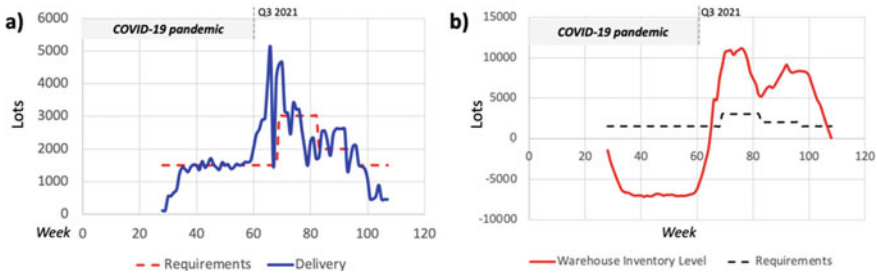 a)
Q3 2021
COVID-19 pandemic
6000
5000
4000
3000
2000
1000
0
Lots
Week
0 20 40 60 80 100 120
Requirements Delivery
b)
Q3 2021
COVID-19 pandemic
15000
10000
5000
0
-5000
-10000
Lots
0 20 40 60 80 100 120
Week
Warehouse Inventory Level Requirements